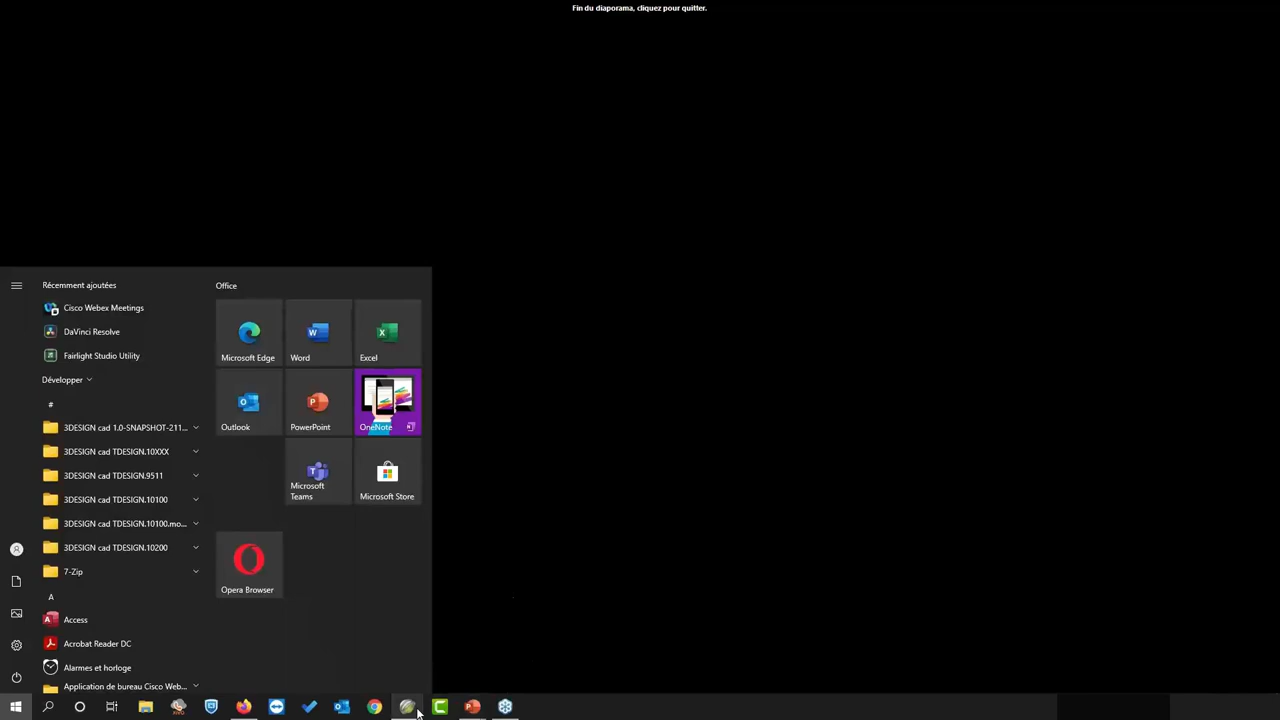 Fin du diaporama, cliquez pour quitter.
Récemment ajoutées
Cisco Webex Meetings
DaVinci Resolve
Fairlight Studio Utility
Développer
#
3DESIGN cad 1.0-SNAPSHOT-211...
3DESIGN cad TDESIGN.10XXX
3DESIGN cad TDESIGN.9511
3DESIGN cad TDESIGN.10100
3DESIGN cad TDESIGN.10100.mo...
3DESIGN cad TDESIGN.10200
7-Zip
A
Access
Acrobat Reader DC
Alarmes et horloge
Application de bureau Cisco Web...
Office
Microsoft Edge
Word
Excel
Outlook
PowerPoint
OneNote
Microsoft
Teams
Microsoft Store
Opera Browser